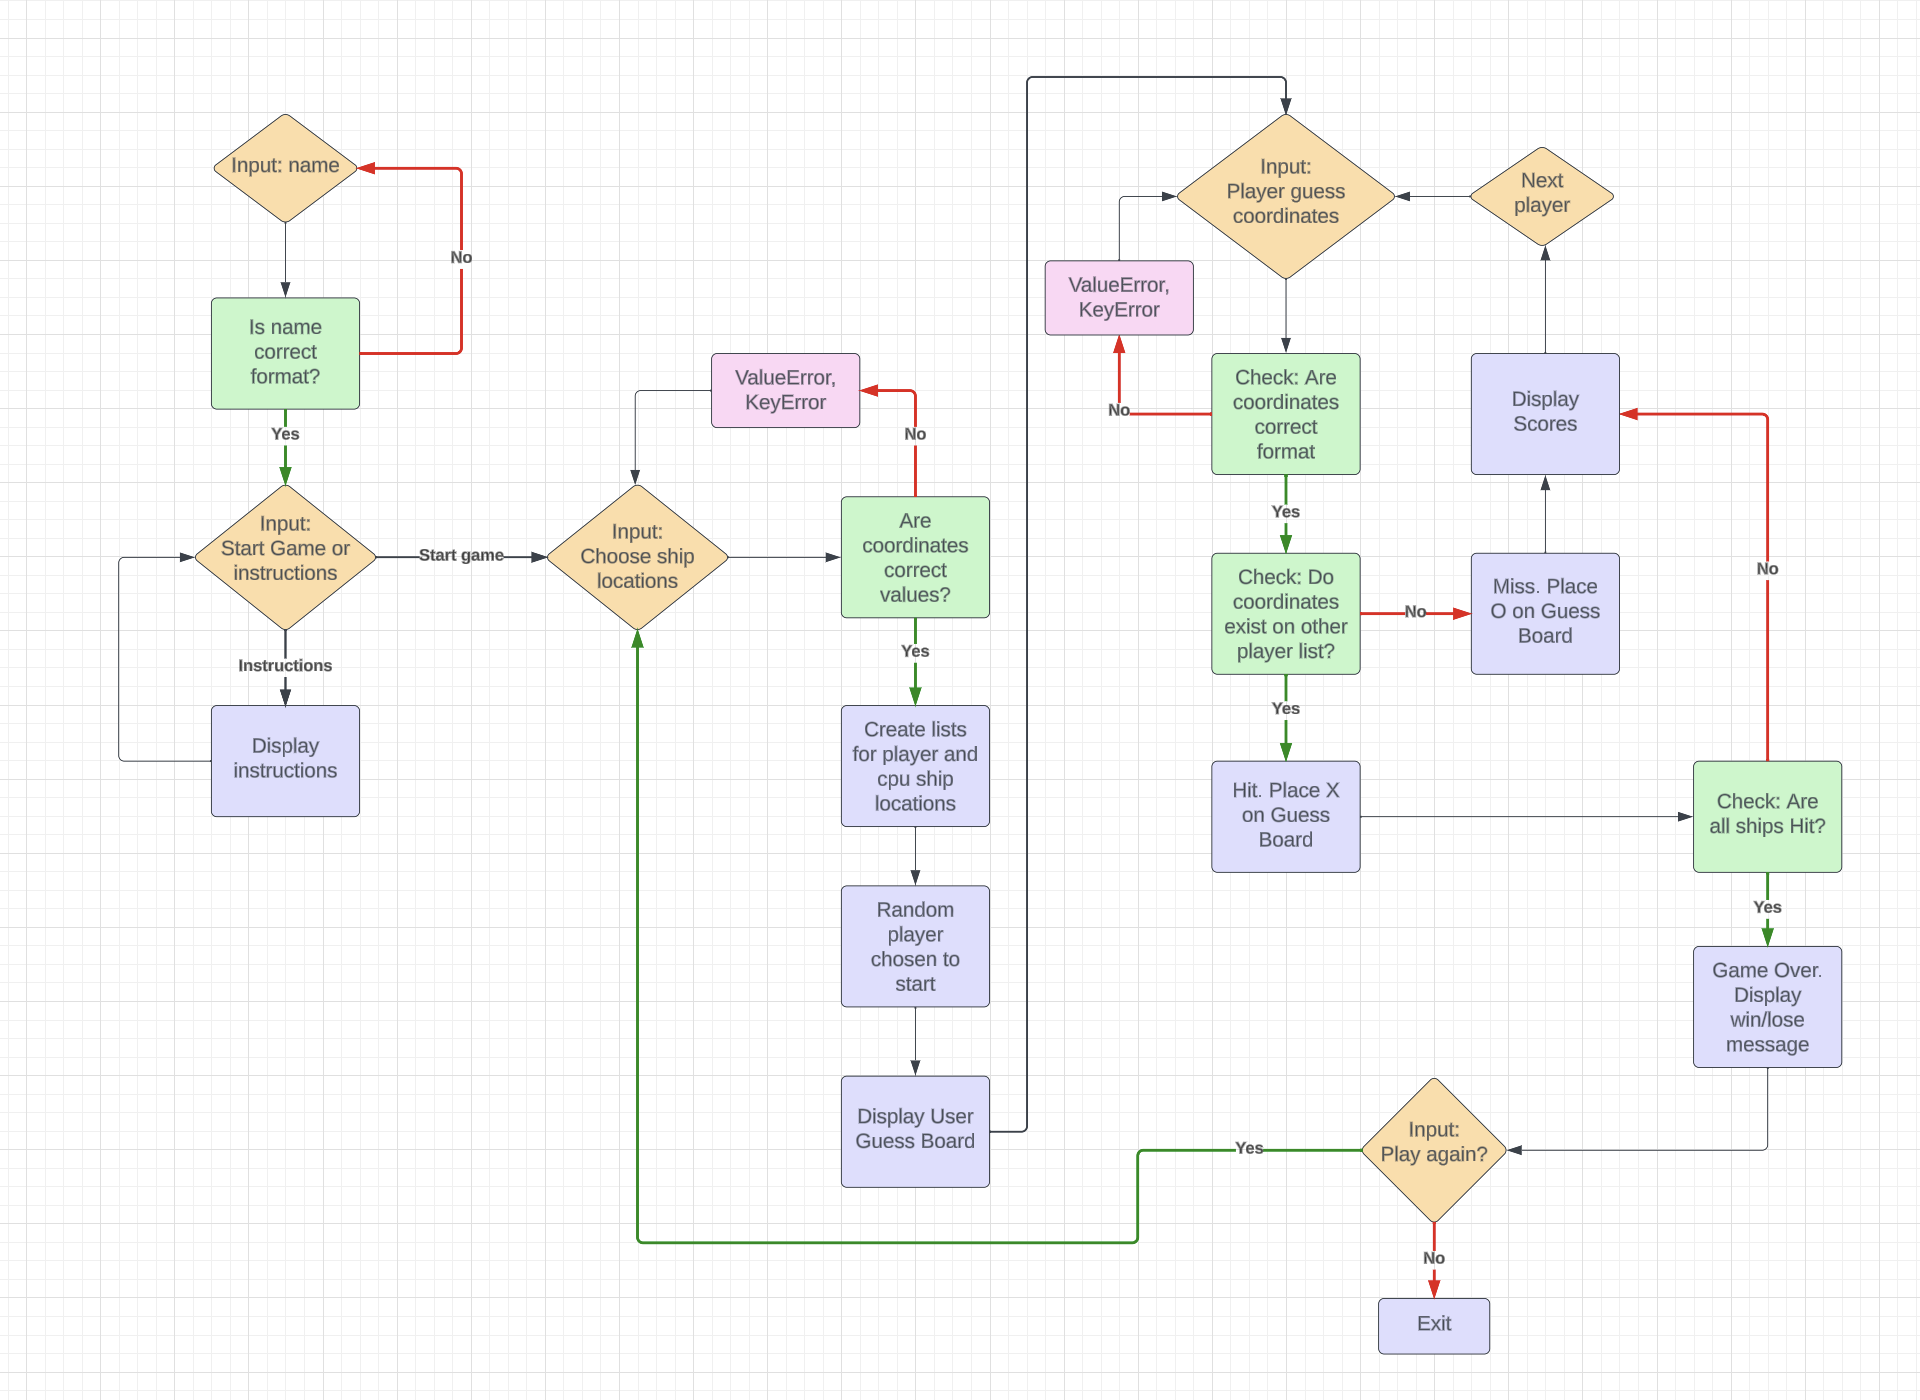 Input: name
No
Is name
correct
format?
Yes
Input:
Start Game or
instructions
Start game
Instructions
Display
instructions
Input:
Choose ship
locations
ValueError,
KeyError
No
Are
coordinates
correct
values?
Yes
Create lists
for player and
cpu ship
locations
Random
player
chosen to
start
Display User
Guess Board
Input:
Player guess
coordinates
Next
player
ValueError,
KeyError
No
Check: Are
coordinates
correct
format
Display
Scores
Yes
Check: Do
coordinates
exist on other
player list?
No
Miss. Place
O on Guess
Board
No
Yes
Hit. Place X
on Guess
Board
Check: Are
all ships Hit?
Yes
Game Over.
Display
win/lose
message
Input:
Play again?
Yes
No
Exit